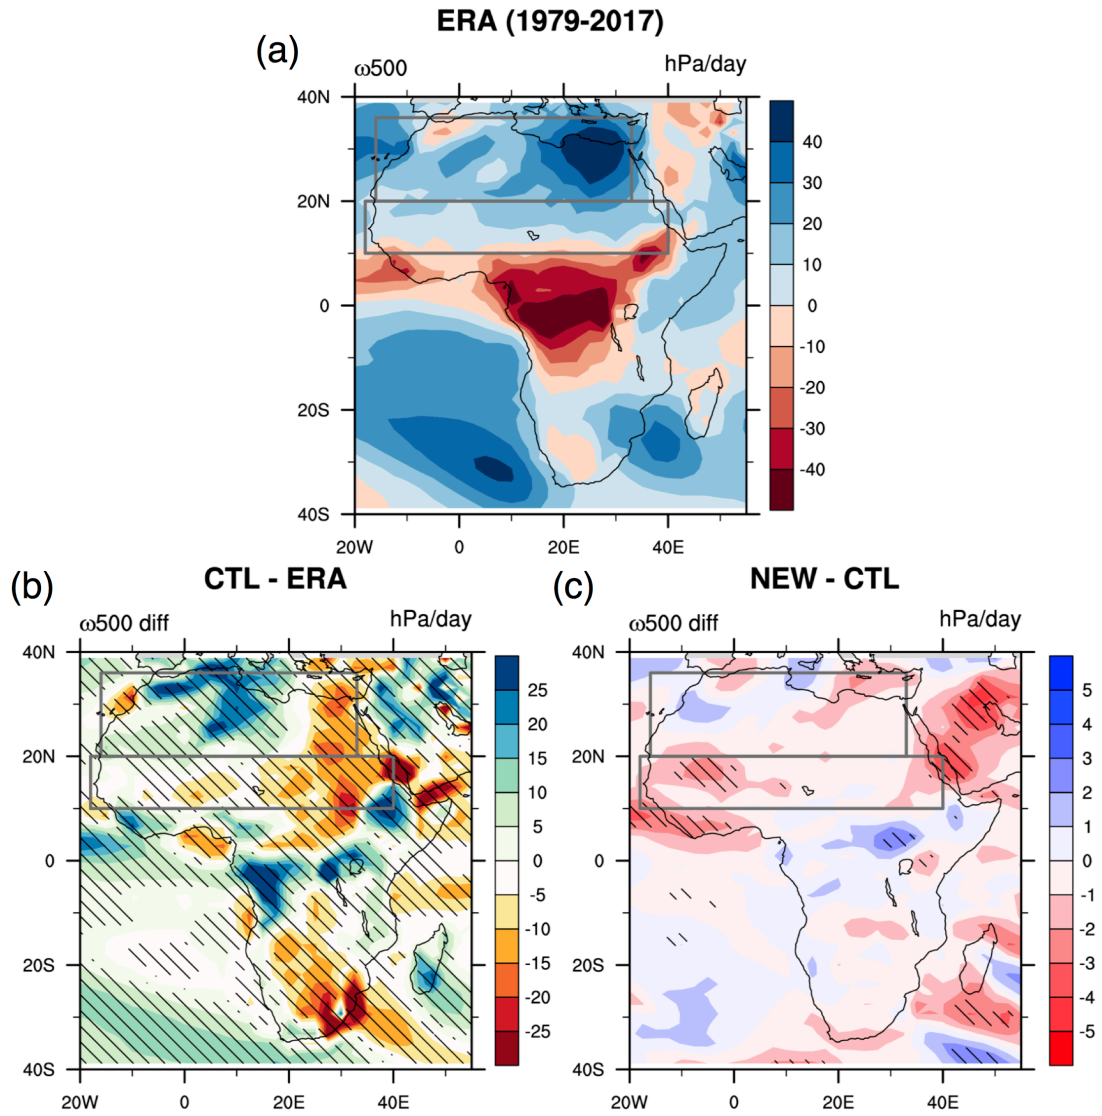 ERA (1979-2017)
(a)
ω500 hPa/day
40N
20N
0
20S
40S
20W 0 20E 40E
40
30
20
10
0
-10
-20
-30
-40
(b) CTL - ERA
ω500 diff hPa/day
40N
20N
0
20S
40S
20W 0 20E 40E
25
20
15
10
5
0
-5
-10
-15
-20
-25
(c) NEW - CTL
ω500 diff hPa/day
40N
20N
0
20S
40S
20W 0 20E 40E
5
4
3
2
1
0
-1
-2
-3
-4
-5